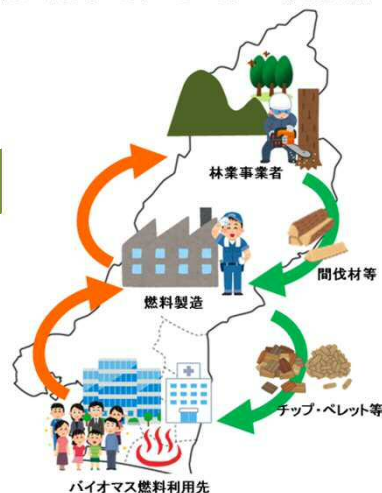 林業事業者
間伐材等
燃料製造
チップ・ペレット等
バイオマス燃料利用先